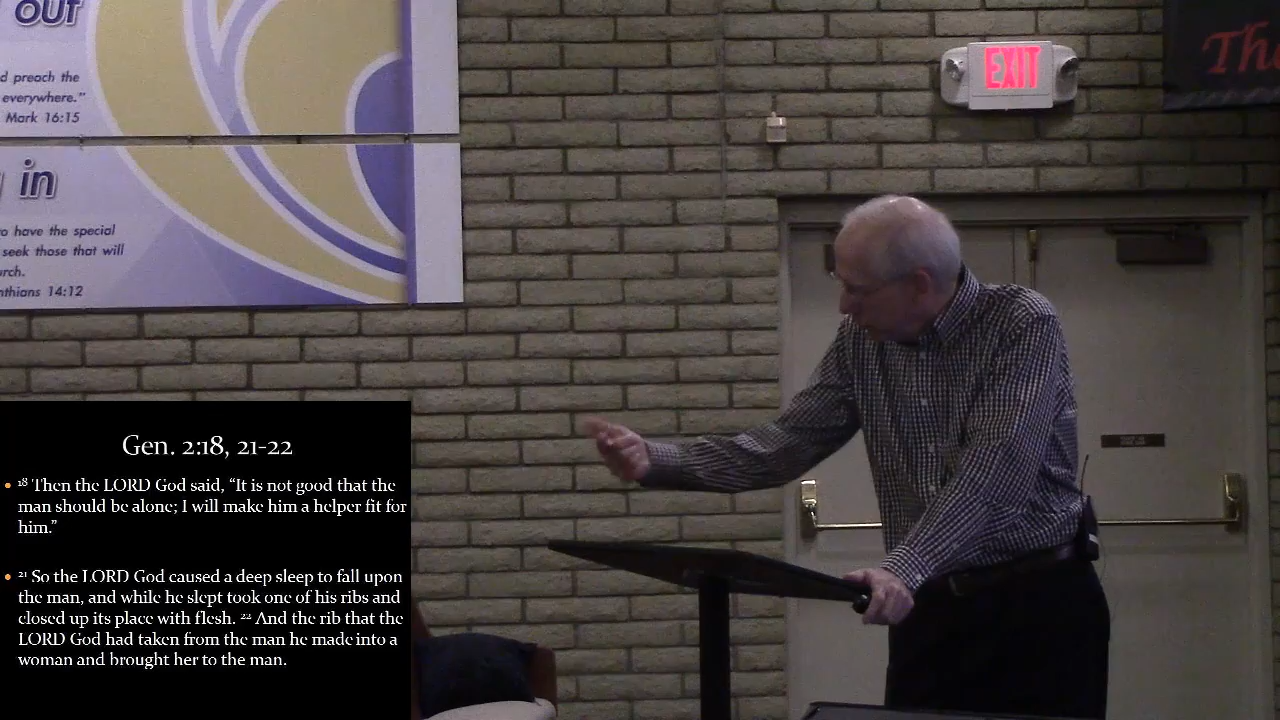 out
d preach the
everywhere.”
Mark 16:15
in
o have the special
seek those that will
urch.
nthians 14:12
EXIT
The
Gen. 2:18, 21-22
• 18 Then the LORD God said, “It is not good that the
man should be alone; I will make him a helper fit for
him.”
• 21 So the LORD God caused a deep sleep to fall upon
the man, and while he slept took one of his ribs and
closed up its place with flesh. 22 And the rib that the
LORD God had taken from the man he made into a
woman and brought her to the man.